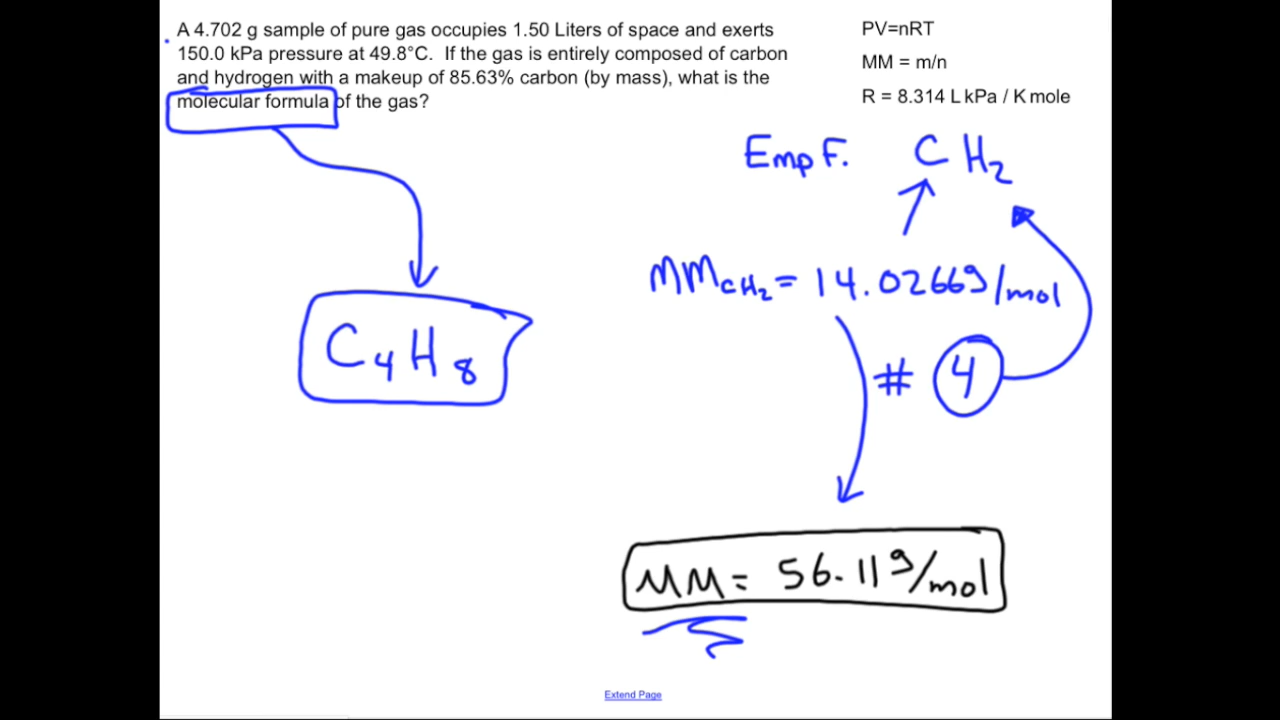 A 4.702 g sample of pure gas occupies 1.50 Liters of space and exerts
150.0 kPa pressure at 49.8°C.  If the gas is entirely composed of carbon
and hydrogen with a makeup of 85.63% carbon (by mass), what is the
molecular formula of the gas?
PV=nRT
MM = m/n
R = 8.314 L kPa / K mole
Emp F. CH₂
MM CH₂ = 14.0266g/mol
# 4
C₄H₈
MM = 56.11g/mol
Extend Page